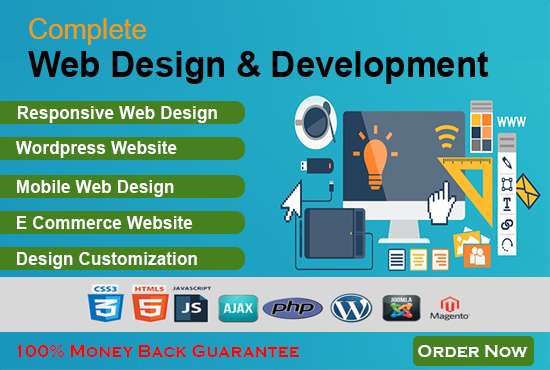 Complete
Web Design & Development
Responsive Web Design
Wordpress Website
Mobile Web Design
E Commerce Website
Design Customization
WWW
T
CSS3
HTML5
JAVASCRIPT
JS
AJAX
php
W
JOOMLA
Magento
100% Money Back Guarantee
Order Now